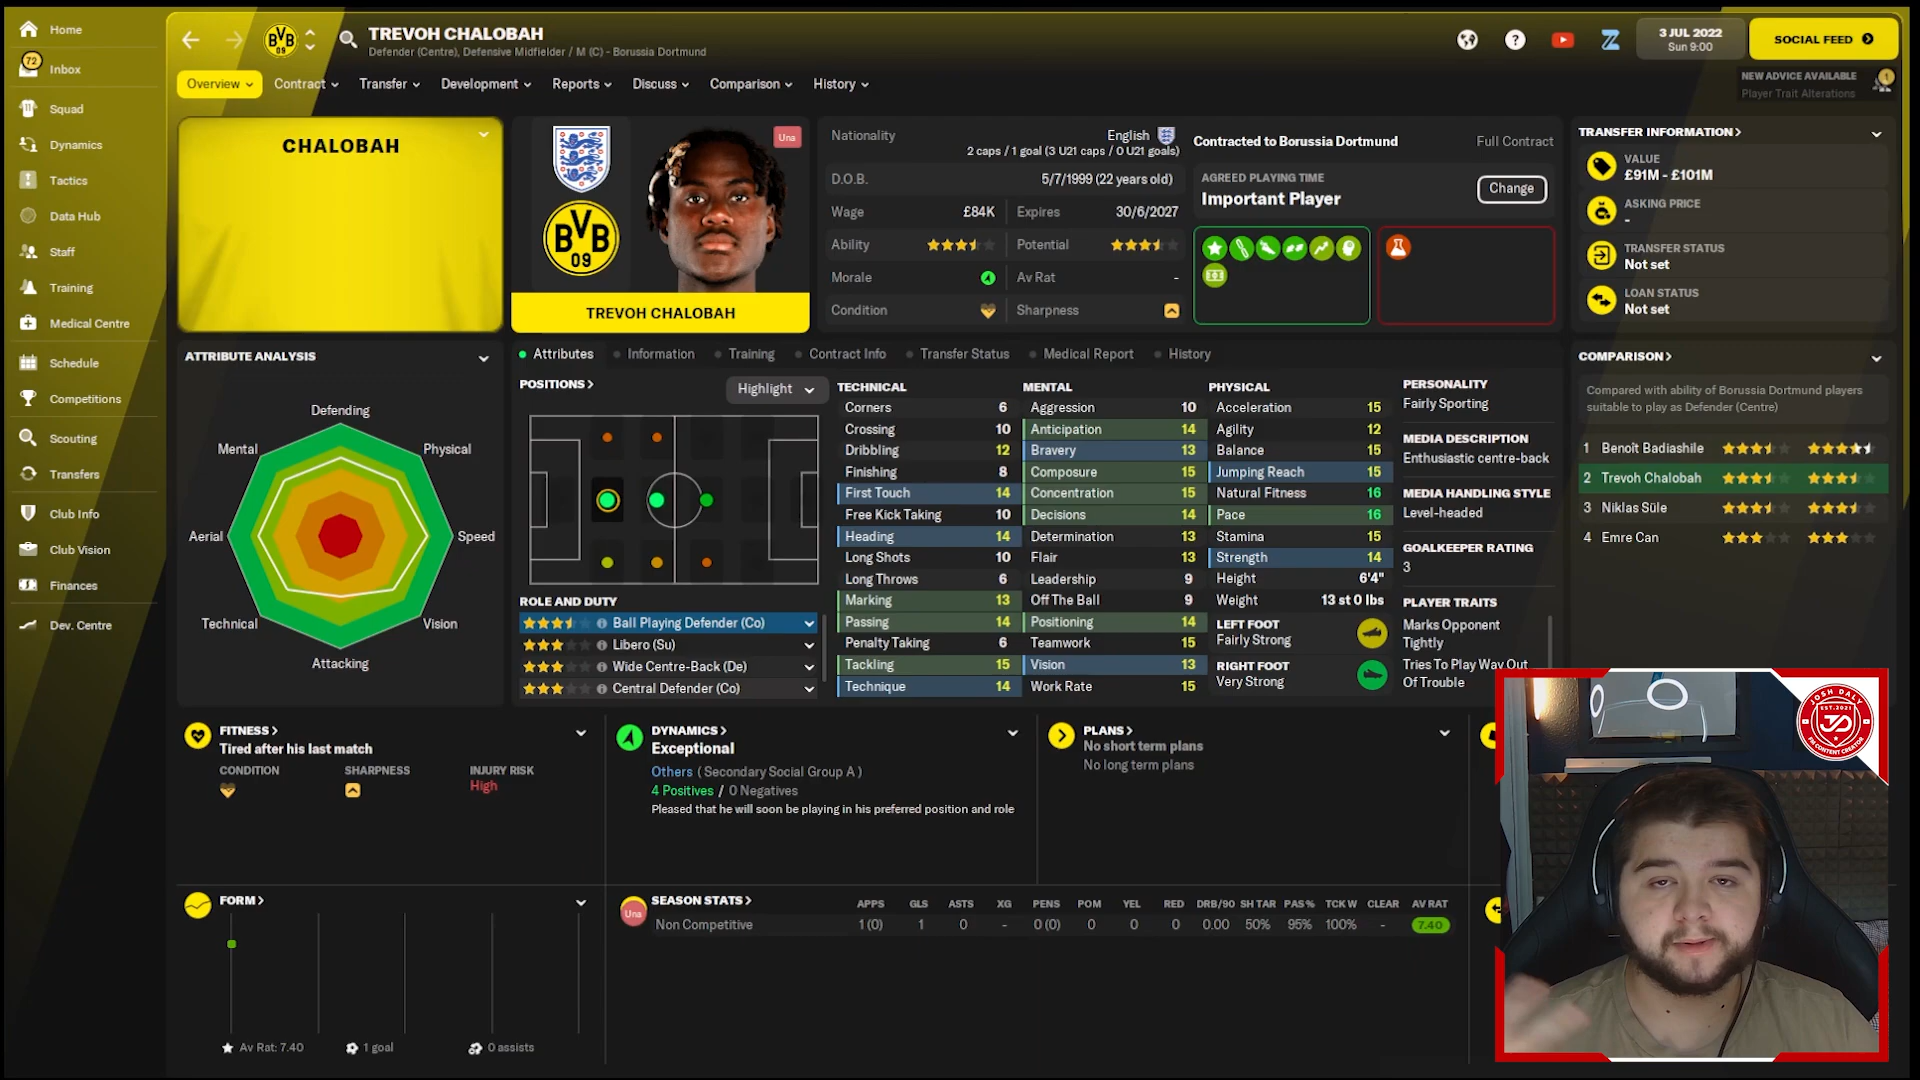 Home
72
Inbox
Squad
Dynamics
Tactics
Data Hub
Staff
Training
Medical Centre
Schedule
Competitions
Scouting
Transfers
Club Info
Club Vision
Finances
Dev. Centre
BVB 09
TREVOH CHALOBAH
Defender (Centre), Defensive Midfielder / M (C) - Borussia Dortmund
3 JUL 2022
Sun 9:00
SOCIAL FEED
NEW ADVICE AVAILABLE
Player Trait Alterations
1
Overview Contract Transfer Development Reports Discuss Comparison History
CHALOBAH
Una
BVB 09
TREVOH CHALOBAH
Nationality English
2 caps / 1 goal (3 U21 caps / 0 U21 goals)
D.O.B. 5/7/1999 (22 years old)
Wage £84K Expires 30/6/2027
Ability Potential
Morale Av Rat -
Condition Sharpness
Contracted to Borussia Dortmund Full Contract
AGREED PLAYING TIME
Important Player
Change
TRANSFER INFORMATION>
VALUE
£91M - £101M
ASKING PRICE
-
TRANSFER STATUS
Not set
LOAN STATUS
Not set
ATTRIBUTE ANALYSIS
Defending
Mental Physical
Aerial Speed
Technical Vision
Attacking
Attributes Information Training Contract Info Transfer Status Medical Report History
POSITIONS>
Highlight
ROLE AND DUTY
Ball Playing Defender (Co)
Libero (Su)
Wide Centre-Back (De)
Central Defender (Co)
TECHNICAL
Corners 6
Crossing 10
Dribbling 12
Finishing 8
First Touch 14
Free Kick Taking 10
Heading 14
Long Shots 10
Long Throws 6
Marking 13
Passing 14
Penalty Taking 6
Tackling 15
Technique 14
MENTAL
Aggression 10
Anticipation 14
Bravery 13
Composure 15
Concentration 15
Decisions 14
Determination 13
Flair 13
Leadership 9
Off The Ball 9
Positioning 14
Teamwork 15
Vision 13
Work Rate 15
PHYSICAL
Acceleration 15
Agility 12
Balance 15
Jumping Reach 15
Natural Fitness 16
Pace 16
Stamina 15
Strength 14
Height 6'4"
Weight 13 st 0 lbs
LEFT FOOT
Fairly Strong
RIGHT FOOT
Very Strong
PERSONALITY
Fairly Sporting
MEDIA DESCRIPTION
Enthusiastic centre-back
MEDIA HANDLING STYLE
Level-headed
GOALKEEPER RATING
3
PLAYER TRAITS
Marks Opponent
Tightly
Tries To Play Way Out
Of Trouble
COMPARISON>
Compared with ability of Borussia Dortmund players
suitable to play as Defender (Centre)
1 Benoît Badiashile
2 Trevoh Chalobah
3 Niklas Süle
4 Emre Can
FITNESS>
Tired after his last match
CONDITION SHARPNESS INJURY RISK
High
DYNAMICS>
Exceptional
Others ( Secondary Social Group A )
4 Positives / 0 Negatives
Pleased that he will soon be playing in his preferred position and role
PLANS>
No short term plans
No long term plans
FORM>
Av Rat: 7.40 1 goal 0 assists
Una
SEASON STATS> APPS GLS ASTS XG PENS POM YEL RED DRB/90 SH TAR PAS% TCK W CLEAR AV RAT
Non Competitive 1 (0) 1 0 - 0 (0) 0 0 0 0.00 50% 95% 100% - 7.40
JOSH DALY
EST.2021
JD
FM CONTENT CREATOR